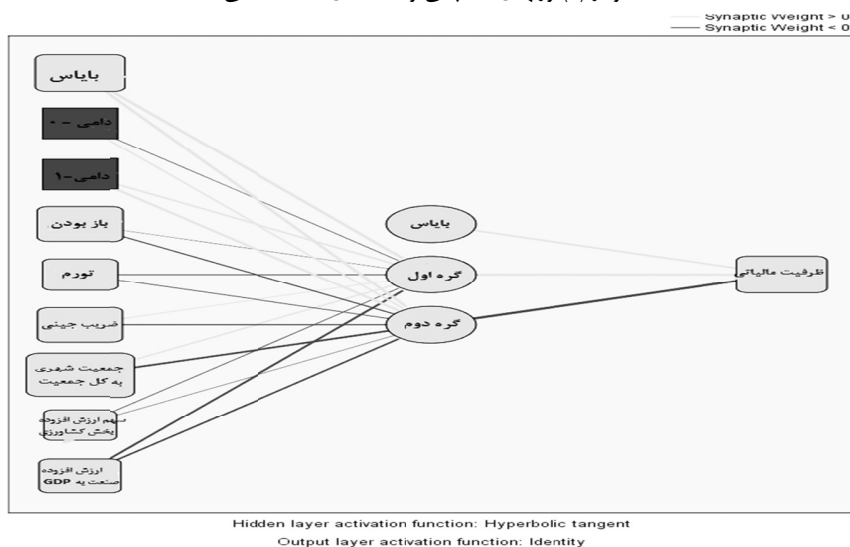 Synaptic Weight > 0
Synaptic Weight < 0
بایاس
دامی - ۰
دامی-۱
باز بودن
تورم
ضریب جینی
جمعیت شهری
به کل جمعیت
سهم ارزش افزوده
بخش کشاورزی
ارزش افزوده
صنعت به GDP
بایاس
گره اول
گره دوم
ظرفیت مالیاتی
Hidden layer activation function: Hyperbolic tangent
Output layer activation function: Identity